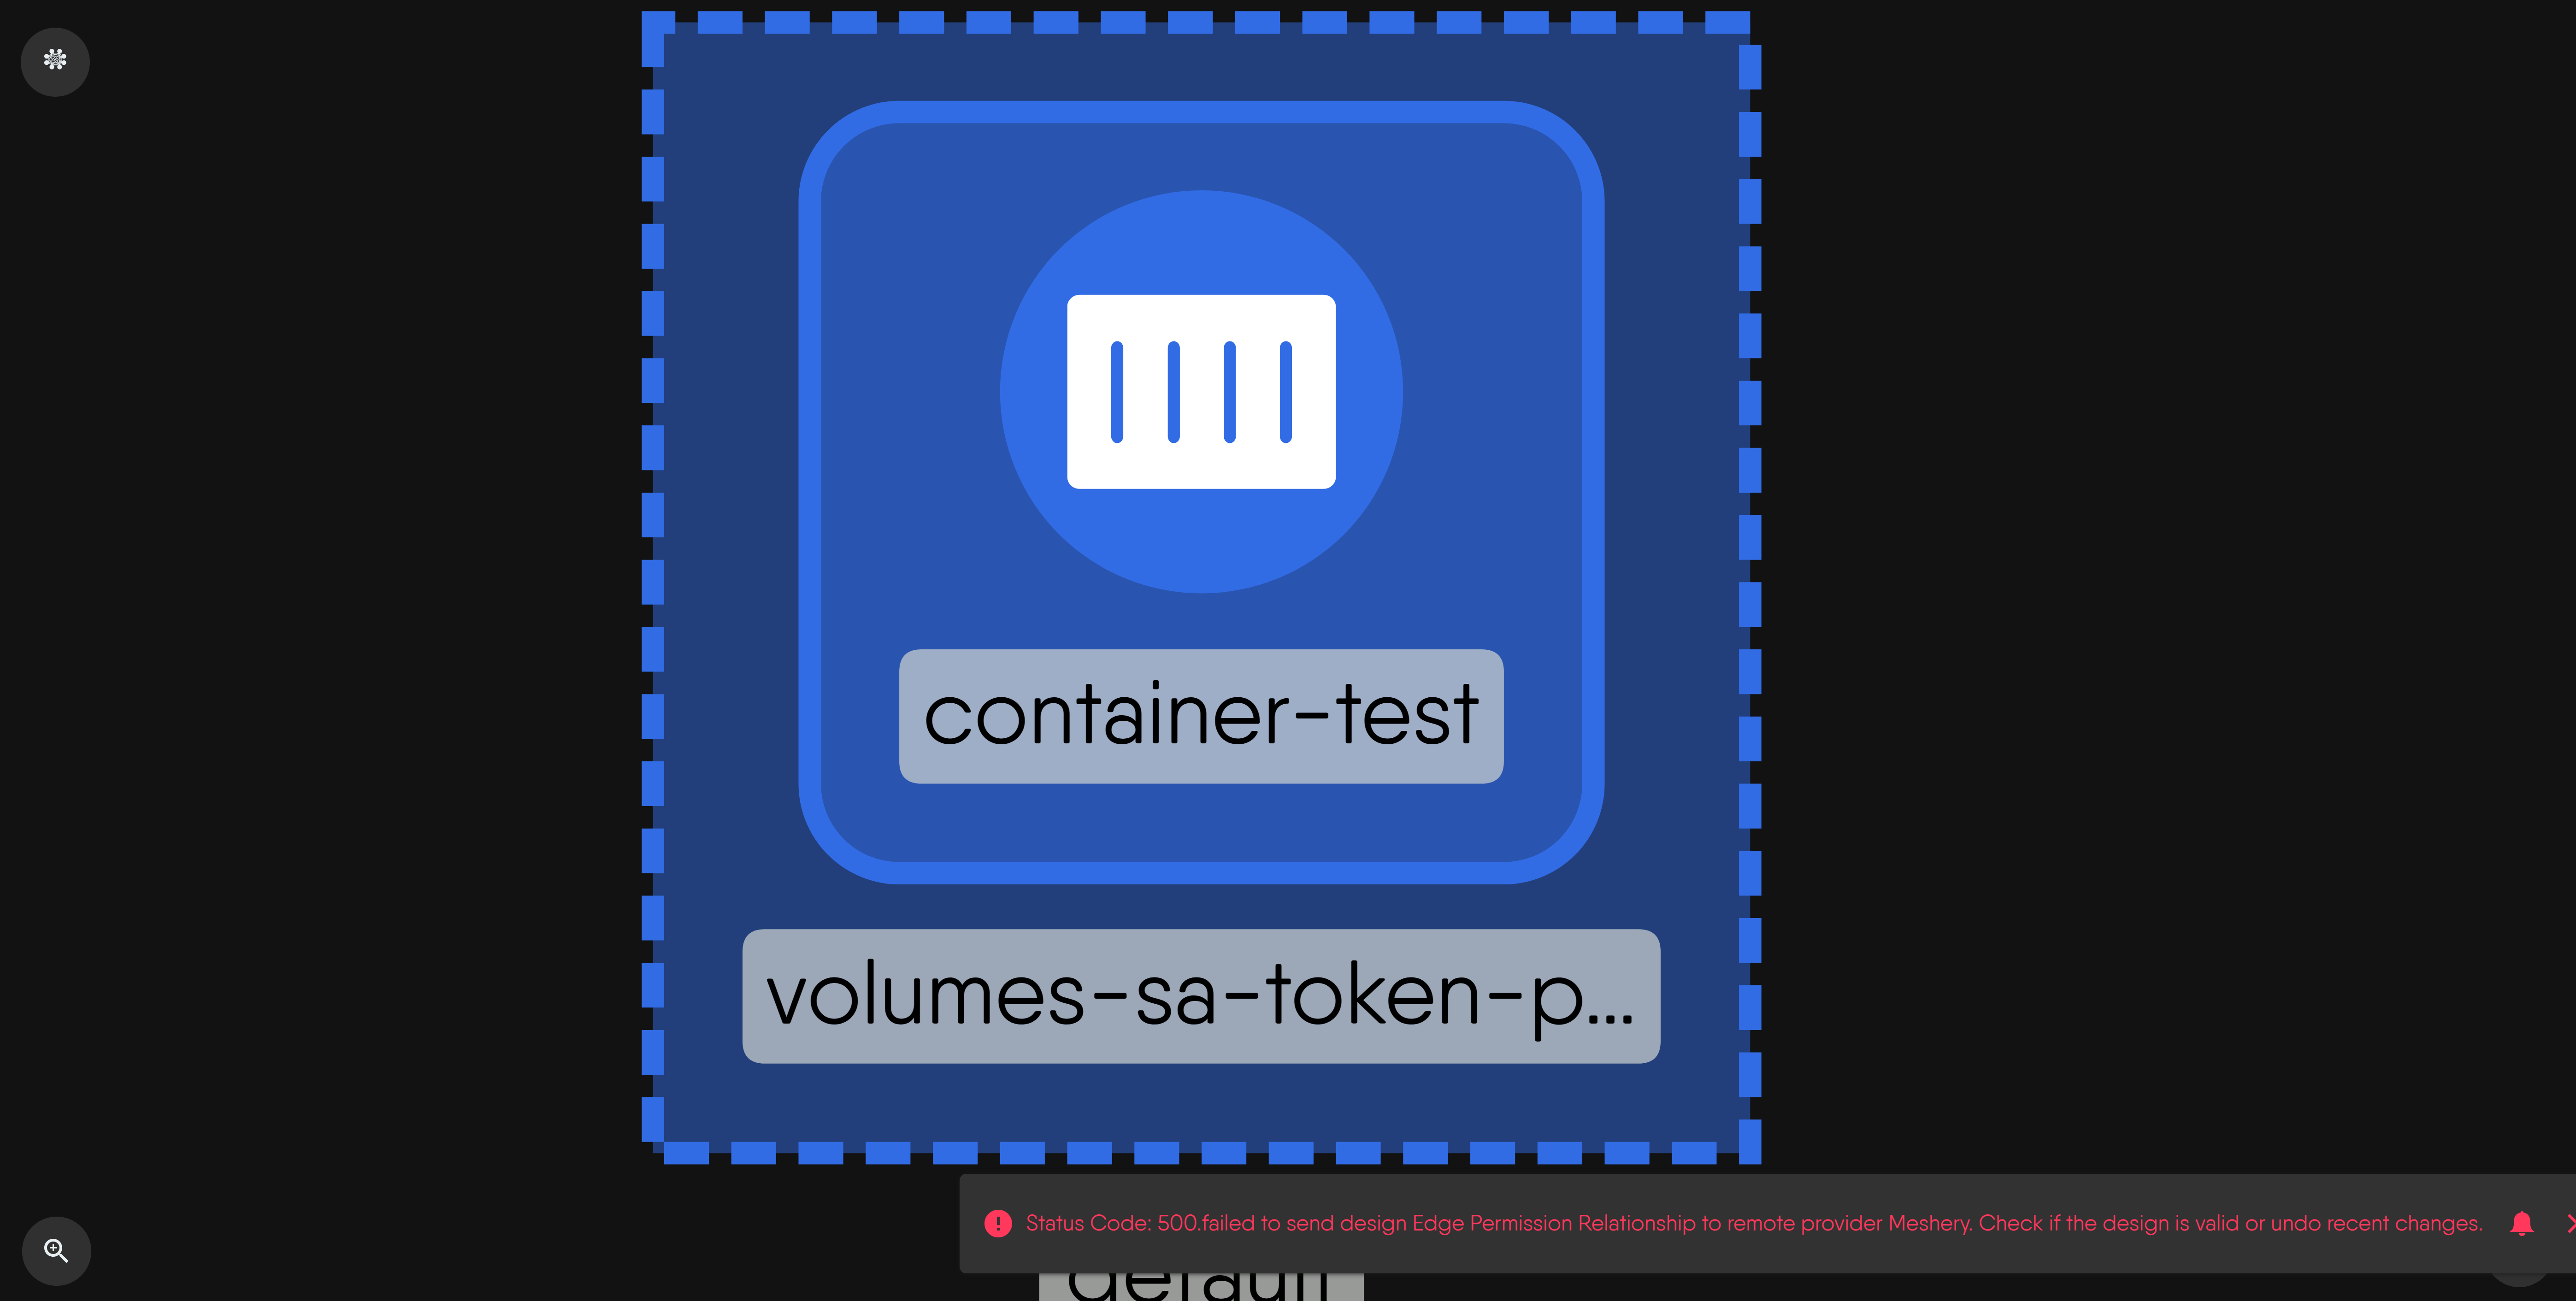 container-test
volumes-sa-token-p...
Status Code: 500.failed to send design Edge Permission Relationship to remote provider Meshery. Check if the design is valid or undo recent changes.
default